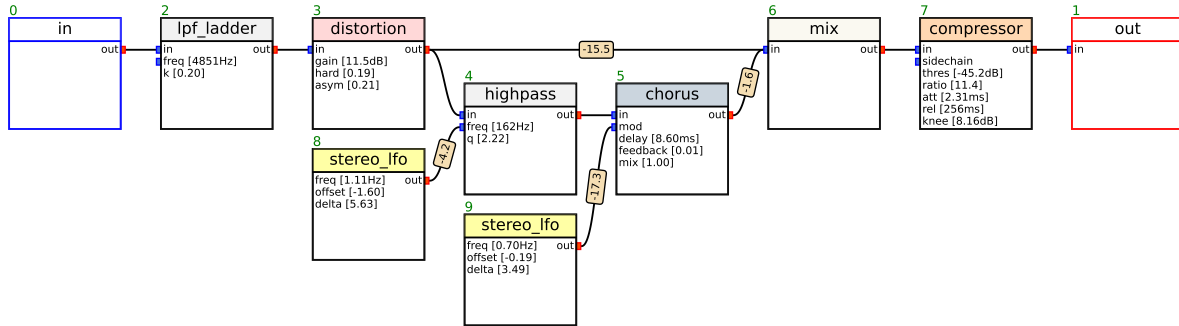 0
in
out
2
lpf_ladder
in
out
freq [4851Hz]
k [0.20]
3
distortion
in
out
gain [11.5dB]
hard [0.19]
asym [0.21]
-15.5
4
highpass
in
out
freq [162Hz]
q [2.22]
5
chorus
in
out
mod
delay [8.60ms]
feedback [0.01]
mix [1.00]
-1.6
6
mix
in
out
7
compressor
in
out
sidechain
thres [-45.2dB]
ratio [11.4]
att [2.31ms]
rel [256ms]
knee [8.16dB]
1
out
in
8
stereo_lfo
freq [1.11Hz]
out
offset [-1.60]
delta [5.63]
-4.2
9
stereo_lfo
freq [0.70Hz]
out
offset [-0.19]
delta [3.49]
-17.3